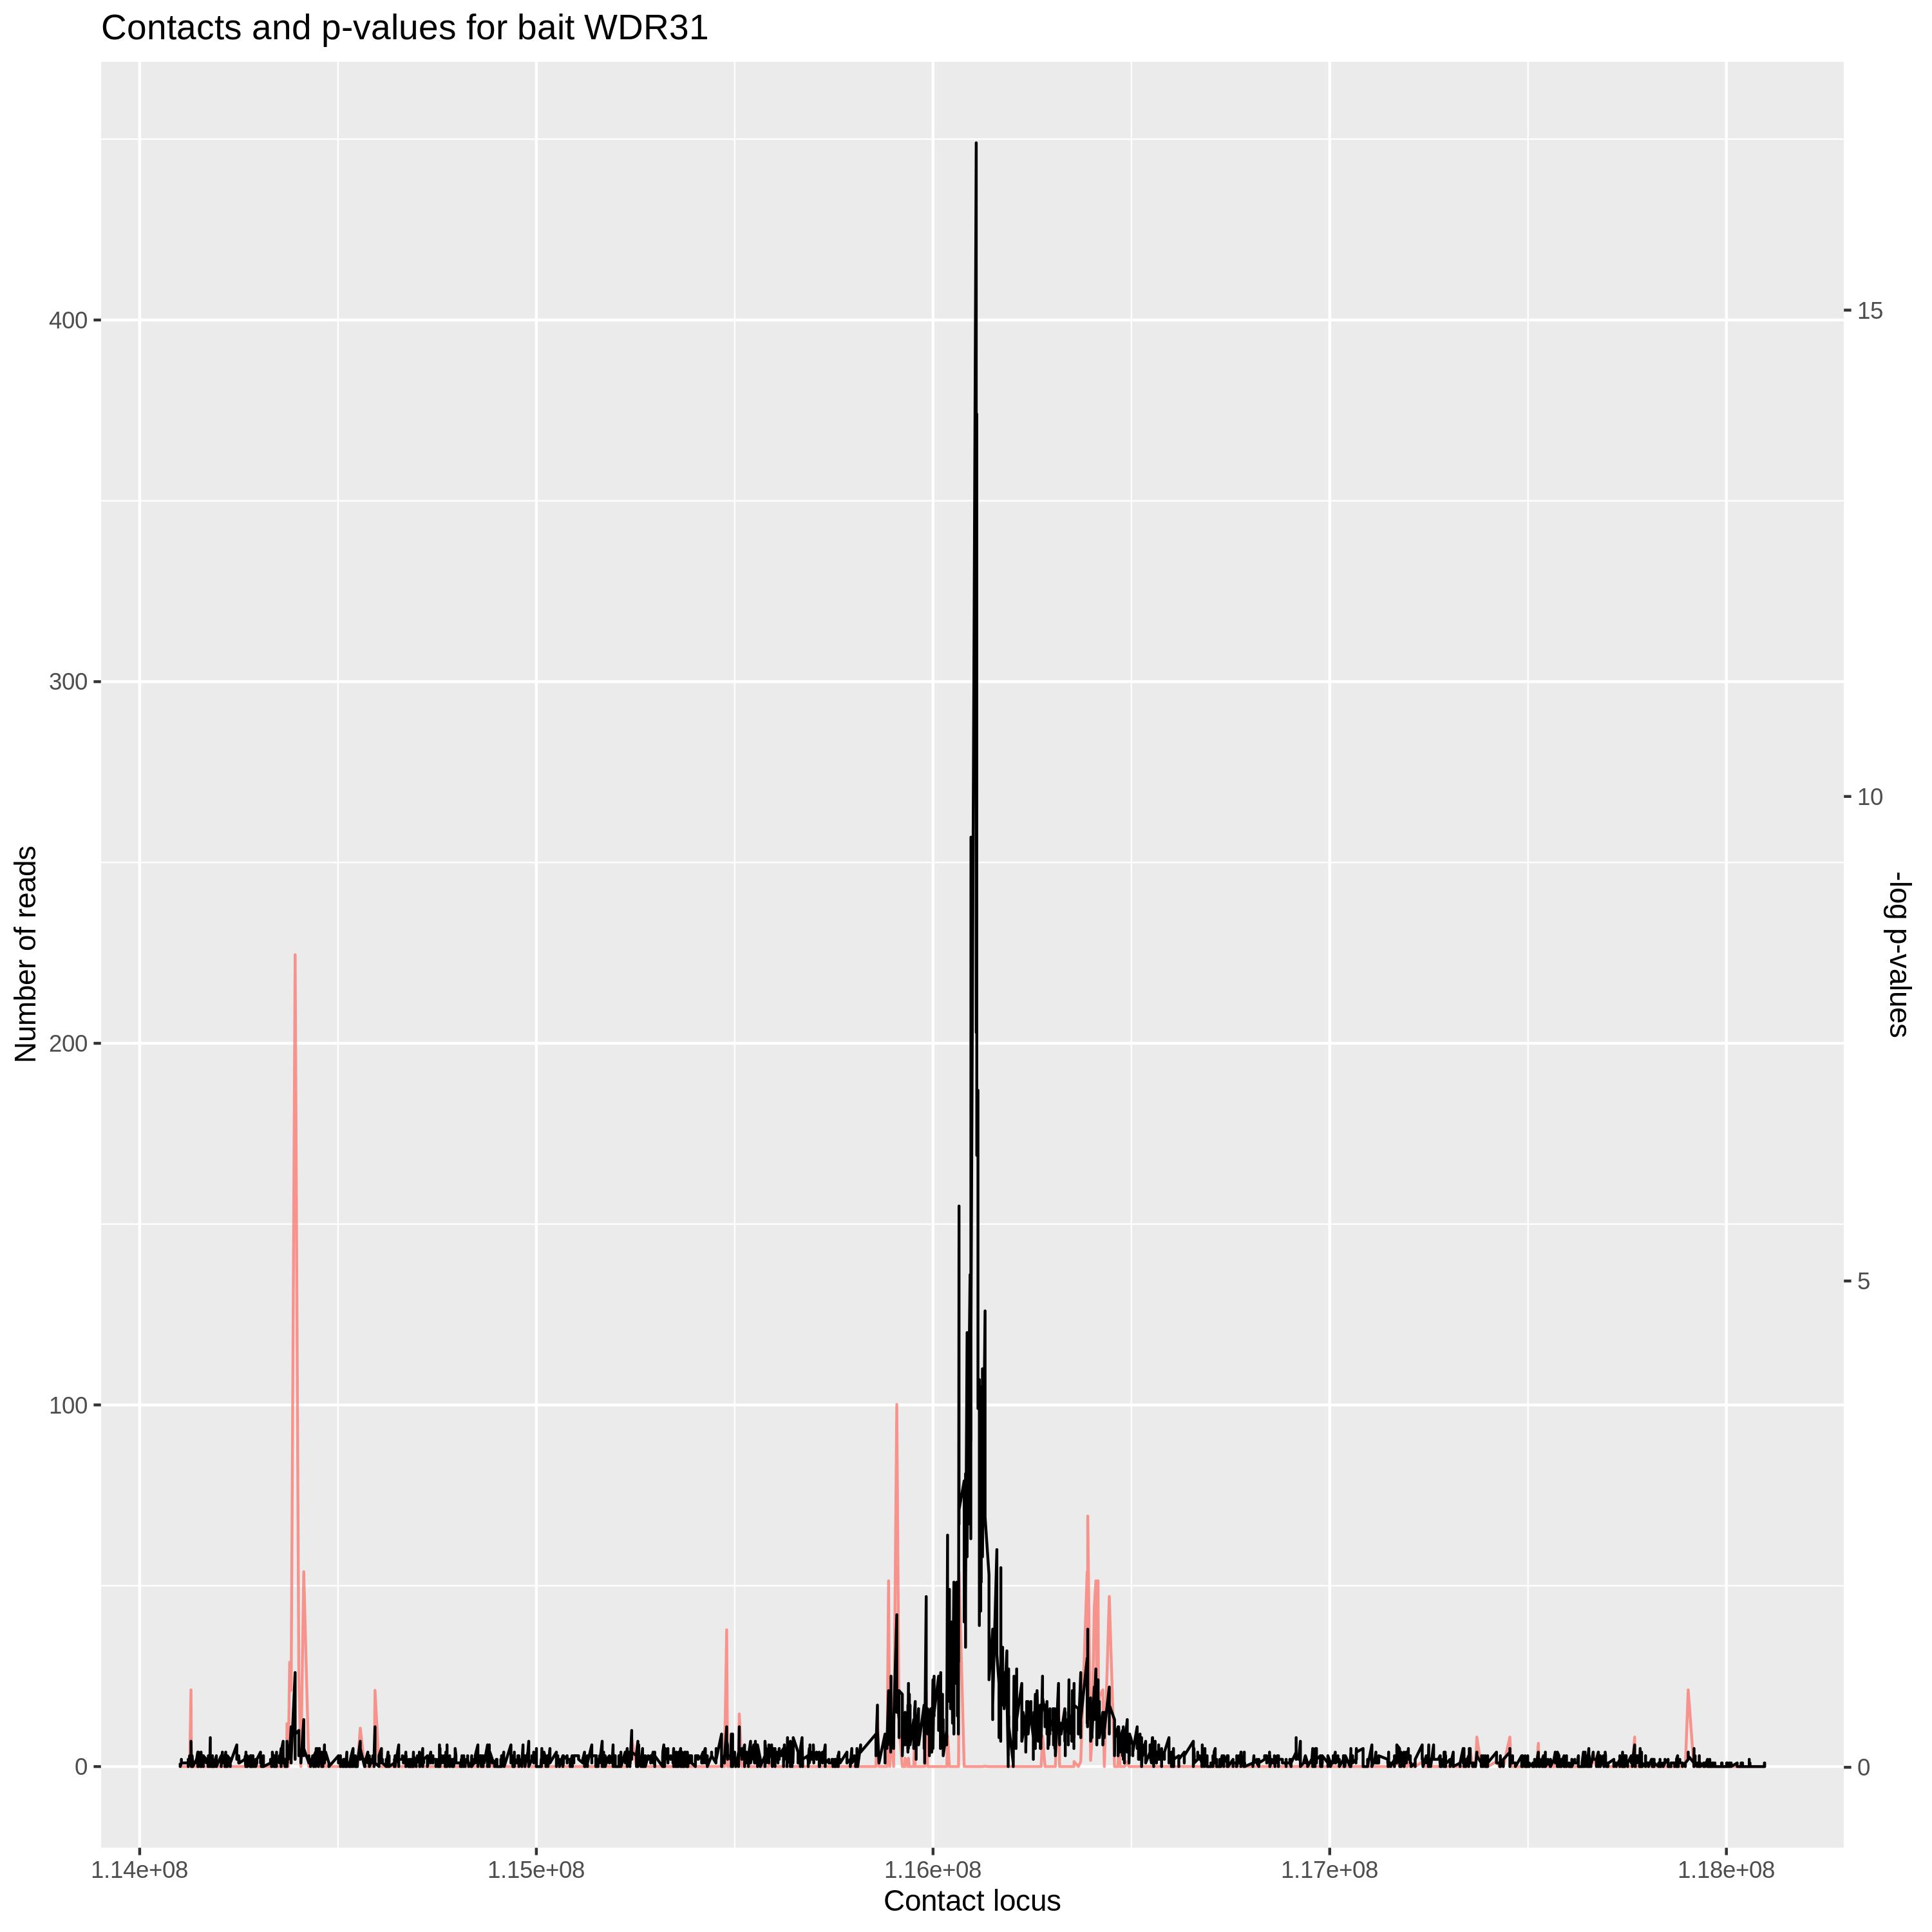 Contacts and p-values for bait WDR31
Number of reads
400
300
200
100
0
15
10
5
0
-log p-values
1.14e+08 1.15e+08 1.16e+08 1.17e+08 1.18e+08
Contact locus